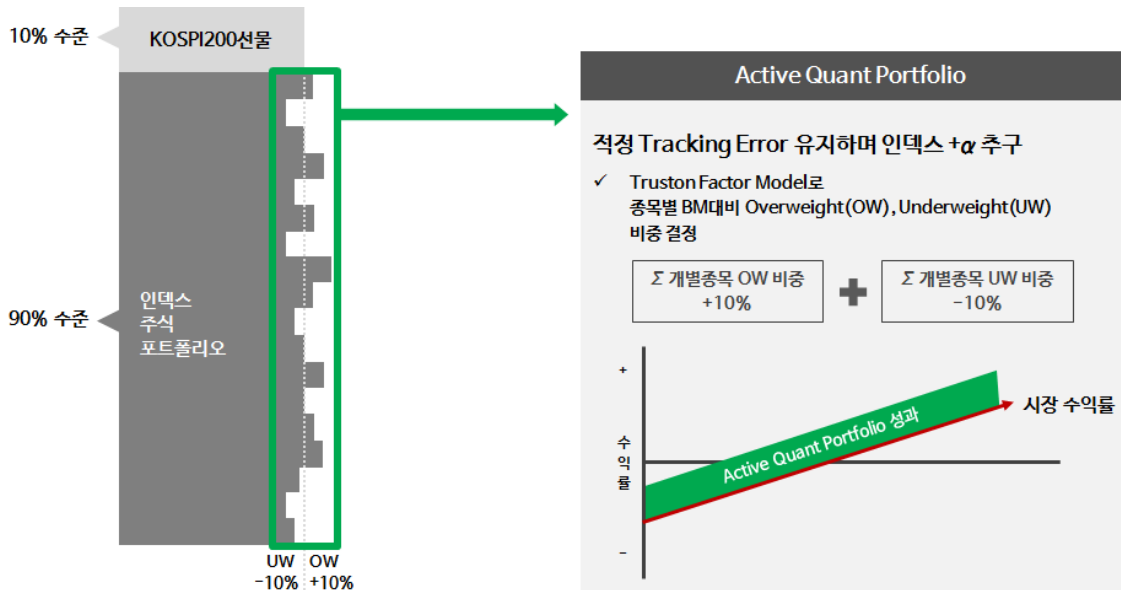 10% 수준
KOSPI200선물
90% 수준
인덱스
주식
포트폴리오
UW
-10%
OW
+10%
Active Quant Portfolio
적정 Tracking Error 유지하며 인덱스 +α 추구
✓ Truston Factor Model로
종목별 BM대비 Overweight(OW), Underweight(UW)
비중 결정
Σ 개별종목 OW 비중
+10%
+
Σ 개별종목 UW 비중
-10%
+
수
익
률
-
Active Quant Portfolio 성과
시장 수익률